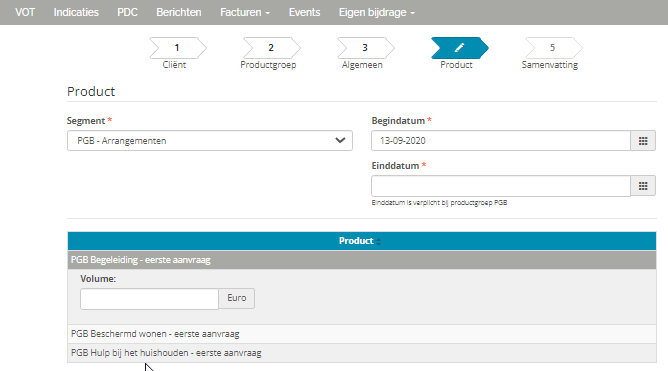 VOT Indicaties PDC Berichten Facturen Events Eigen bijdrage
1 2 3 5
Cliënt Productgroep Algemeen Product Samenvatting
Product
Segment * Begindatum *
PGB - Arrangementen 13-09-2020
Einddatum *
Einddatum is verplicht bij productgroep PGB
Product
PGB Begeleiding - eerste aanvraag
Volume:
Euro
PGB Beschermd wonen - eerste aanvraag
PGB Hulp bij het huishouden - eerste aanvraag